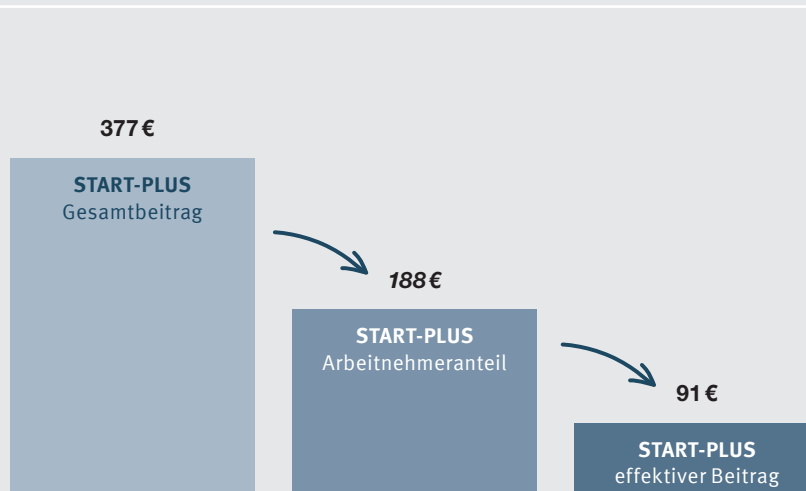 377 €
START-PLUS
Gesamtbeitrag
188 €
START-PLUS
Arbeitnehmeranteil
91 €
START-PLUS
effektiver Beitrag